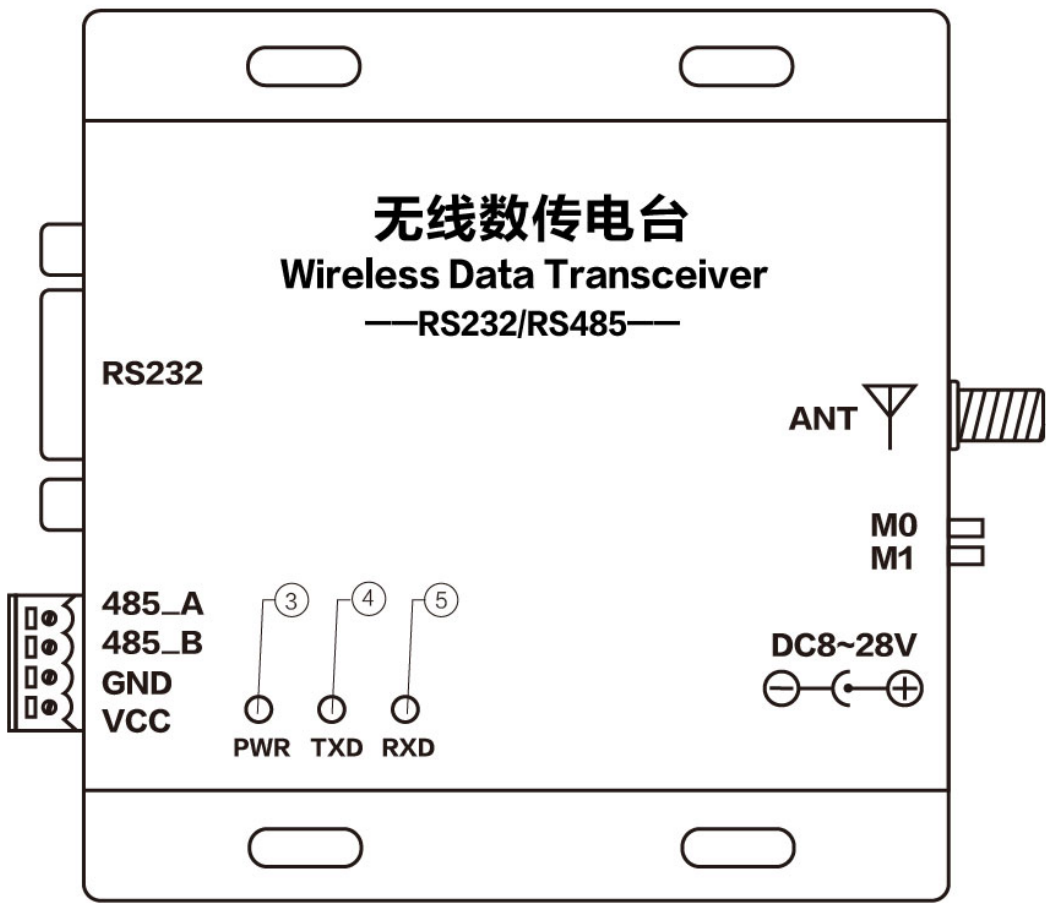 无线数传电台
Wireless Data Transceiver
——RS232/RS485——
RS232
ANT
M0
M1
485_A
485_B
GND
VCC
③ ④ ⑤
PWR TXD RXD
DC8~28V